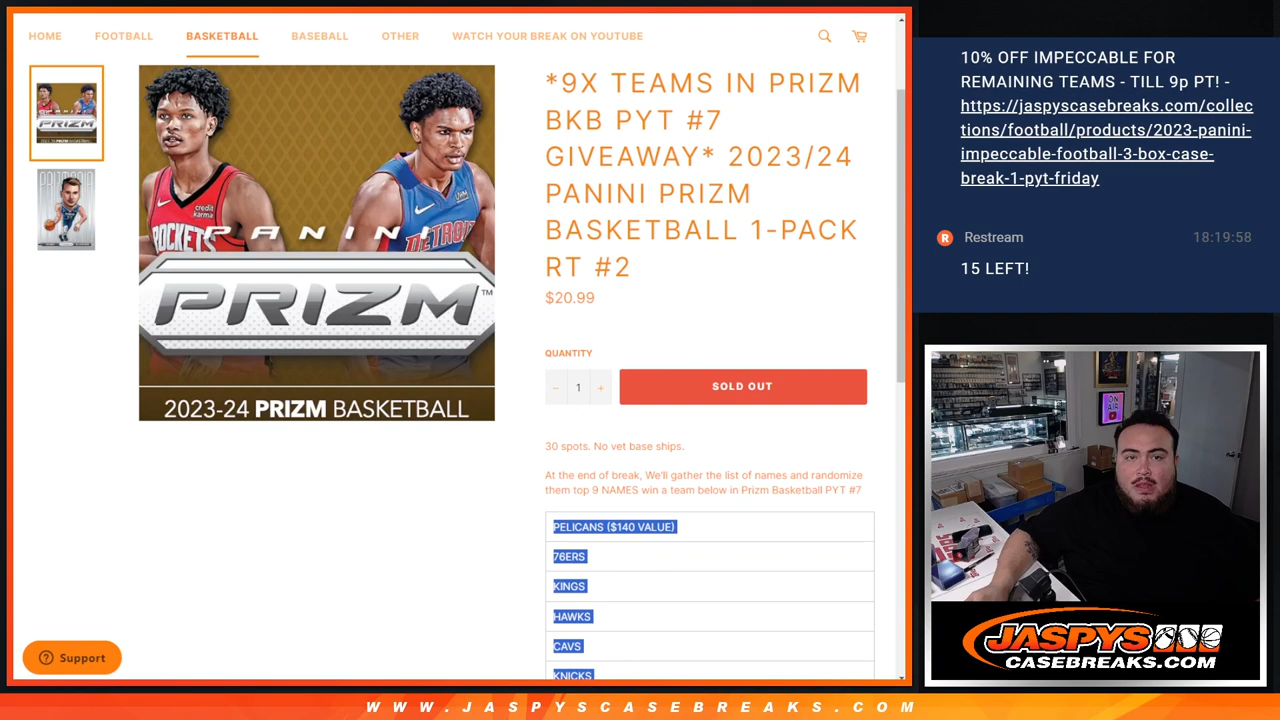 HOME FOOTBALL BASKETBALL BASEBALL OTHER WATCH YOUR BREAK ON YOUTUBE
*9X TEAMS IN PRIZM
BKB PYT #7
GIVEAWAY* 2023/24
PANINI PRIZM
BASKETBALL 1-PACK
RT #2
$20.99
QUANTITY
− 1 + SOLD OUT
30 spots. No vet base ships.
At the end of break, We'll gather the list of names and randomize
them top 9 NAMES win a team below in Prizm Basketball PYT #7
PELICANS ($140 VALUE)
76ERS
KINGS
HAWKS
CAVS
KNICKS
credit
karma
ROCKETS
DETROIT
PANINI
PRIZM™
2023-24 PRIZM BASKETBALL
Support
10% OFF IMPECCABLE FOR
REMAINING TEAMS - TILL 9p PT! -
https://jaspyscasebreaks.com/collec
tions/football/products/2023-panini-
impeccable-football-3-box-case-
break-1-pyt-friday
R Restream 18:19:58
15 LEFT!
ON
AIR
JASPYS
CASEBREAKS.COM
WWW.JASPYSCASEBREAKS.COM